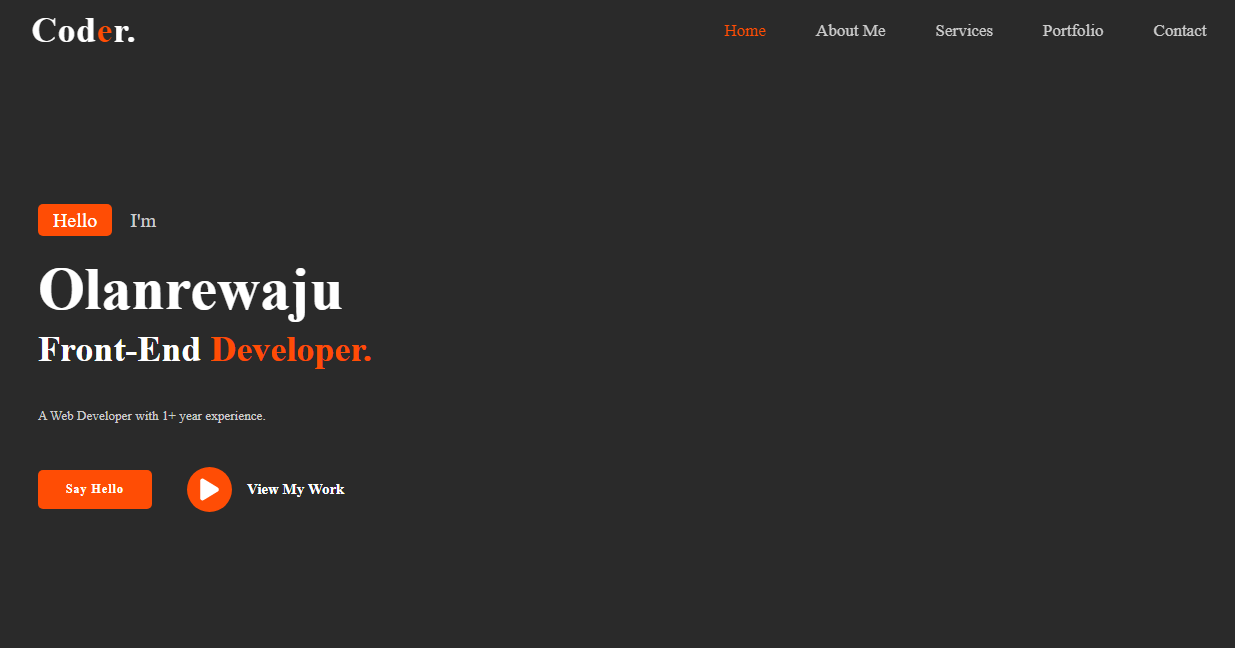 Coder.
Home About Me Services Portfolio Contact
Hello I'm
Olanrewaju
Front-End Developer.
A Web Developer with 1+ year experience.
Say Hello View My Work